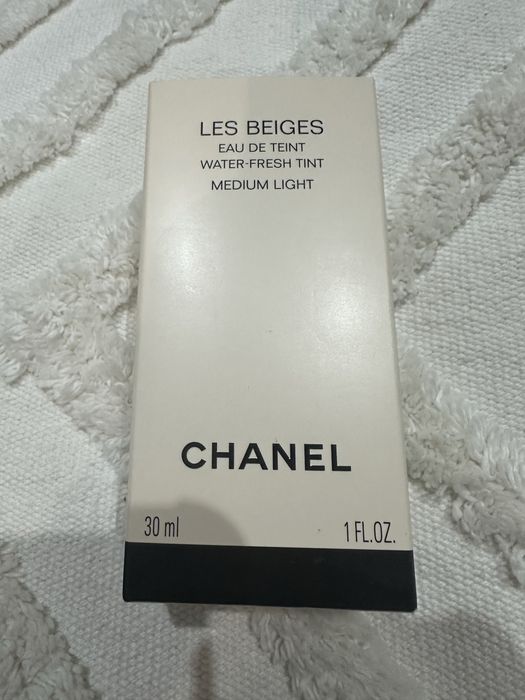 LES BEIGES
EAU DE TEINT
WATER-FRESH TINT
MEDIUM LIGHT
CHANEL
30 ml 1 FL.OZ.